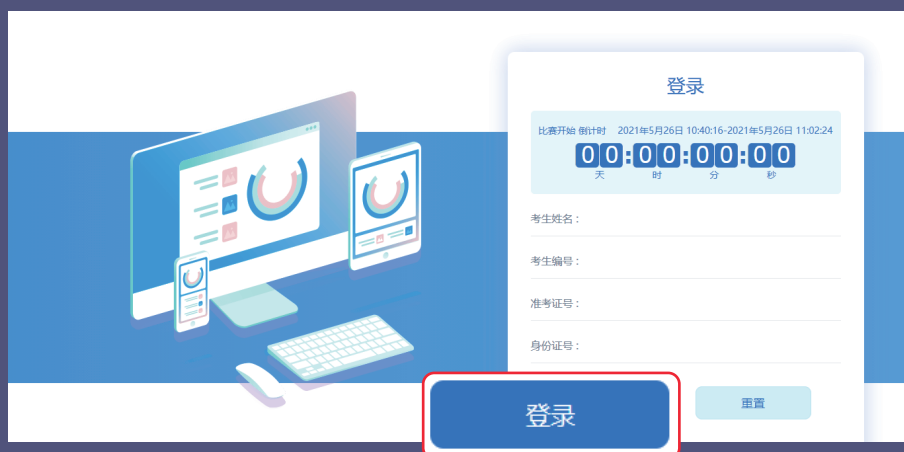 登录
比赛开始 倒计时 2021年5月26日 10:40:16-2021年5月26日 11:02:24
00:00:00:00
天 时 分 秒
考生姓名：
考生编号：
准考证号：
身份证号：
登录 重置